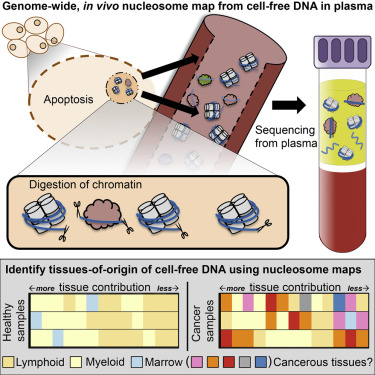 Genome-wide, in vivo nucleosome map from cell-free DNA in plasma
Apoptosis
Sequencing
from plasma
Digestion of chromatin
Identify tissues-of-origin of cell-free DNA using nucleosome maps
←more tissue contribution less→
←more tissue contribution less→
Healthy
samples
Cancer
samples
Lymphoid Myeloid Marrow ( ) Cancerous tissues?